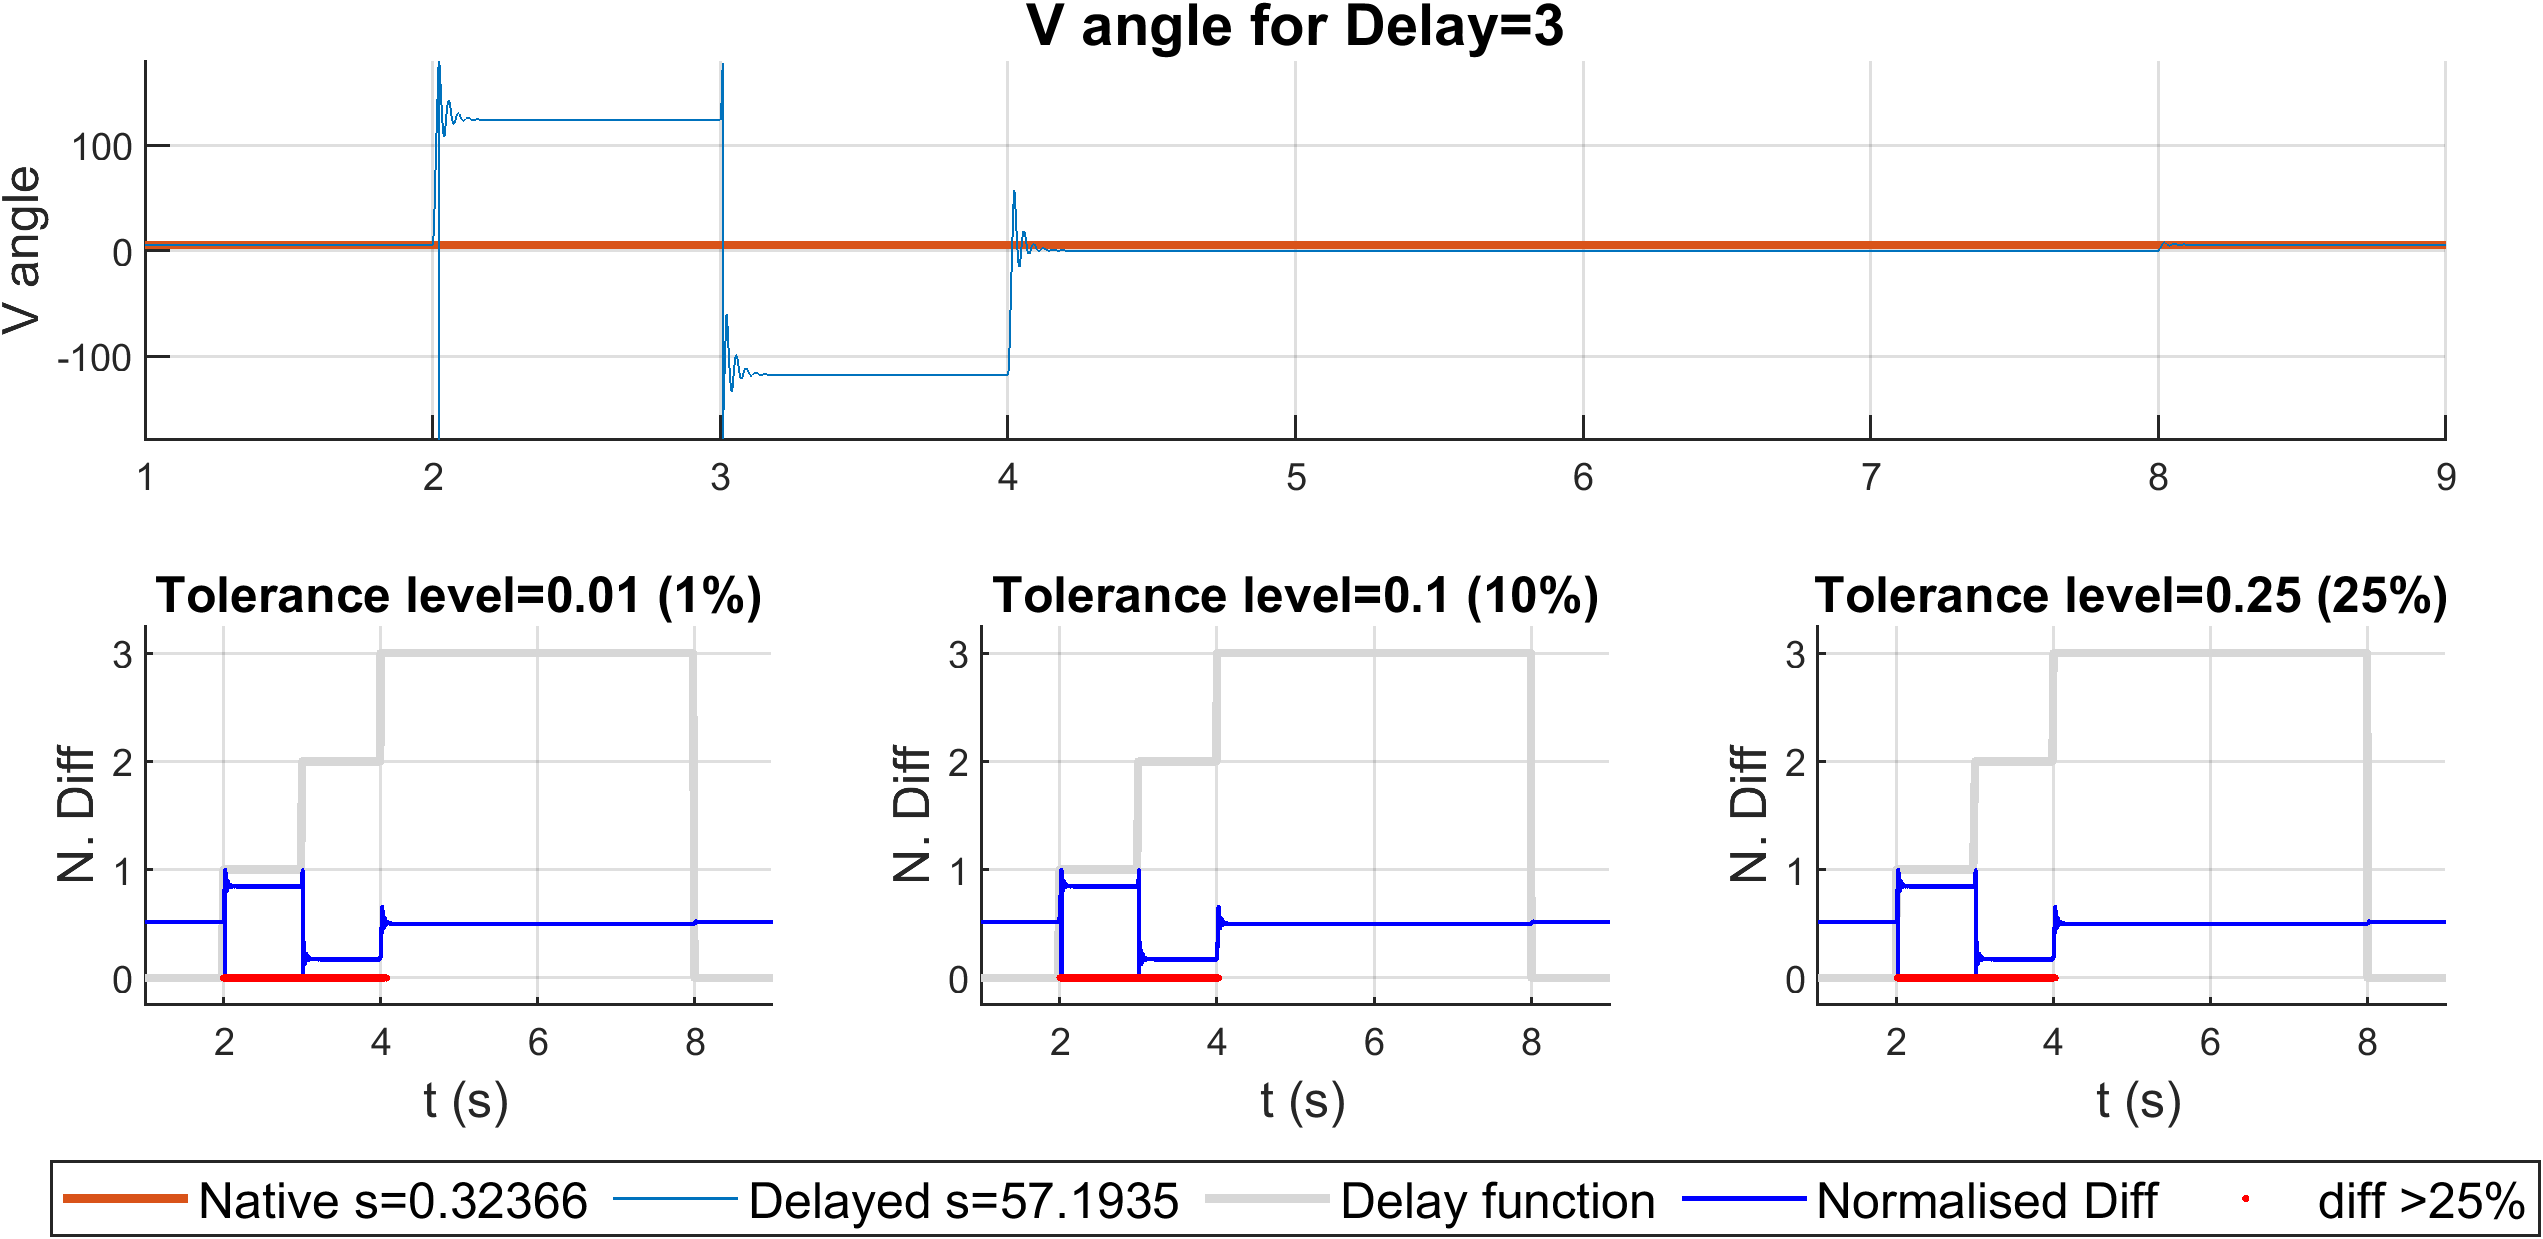 V angle for Delay=3
V angle
100
0
-100
1 2 3 4 5 6 7 8 9
Tolerance level=0.01 (1%)
N. Diff
3
2
1
0
2 4 6 8
t (s)
Tolerance level=0.1 (10%)
N. Diff
3
2
1
0
2 4 6 8
t (s)
Tolerance level=0.25 (25%)
N. Diff
3
2
1
0
2 4 6 8
t (s)
Native s=0.32366 Delayed s=57.1935 Delay function Normalised Diff diff >25%